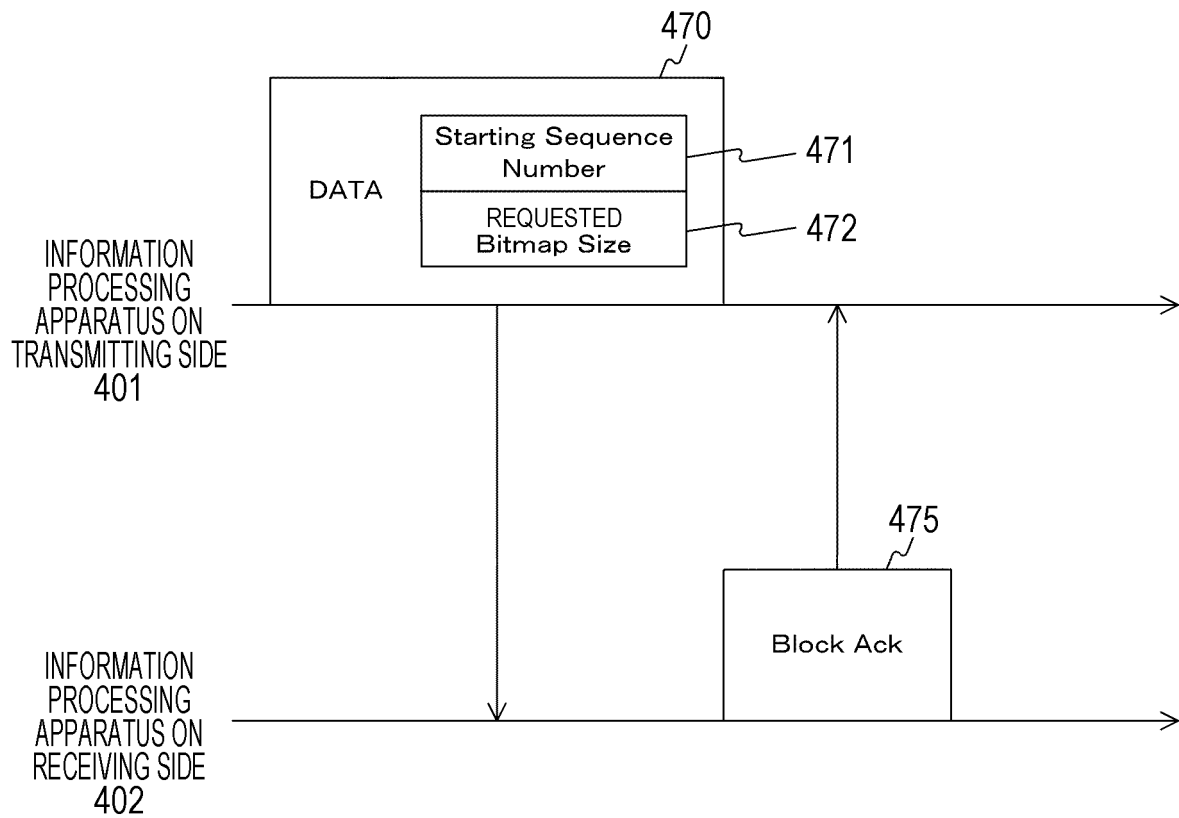 470
Starting Sequence
Number
471
DATA
REQUESTED
Bitmap Size
472
INFORMATION
PROCESSING
APPARATUS ON
TRANSMITTING SIDE
401
475
Block Ack
INFORMATION
PROCESSING
APPARATUS ON
RECEIVING SIDE
402